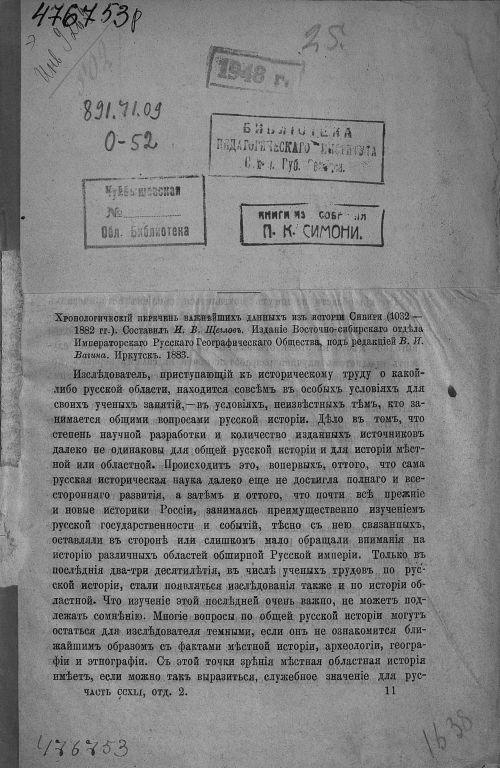 476753
Инв
25.
1948 г.
891.71.09
О-52
БИБЛІОТЕКА
ПЕДАГОГИЧЕСКАГО ИНСТИТУТА
Куйбышевская
№
Обл. Библиотека
КНИГИ ИЗ СОБРАНИЯ
П. К. СИМОНИ.
Хронологическій перечень важнѣйшихъ данныхъ изъ исторіи Сибири (1032—
1882 гг.). Составилъ И. В. Щегловъ. Изданіе Восточно-сибирскаго отдѣла
Императорскаго Русскаго Географическаго Общества, подъ редакціей В. И.
Вагина. Иркутскъ. 1883.
Изслѣдователь, приступающій къ историческому труду о какой-
либо русской области, находится совсѣмъ въ особыхъ условіяхъ для
своихъ ученыхъ занятій,—въ условіяхъ, неизвѣстныхъ тѣмъ, кто за-
нимается общими вопросами русской исторіи. Дѣло въ томъ, что
степень научной разработки и количество изданныхъ источниковъ
далеко не одинаковы для общей русской исторіи и для исторіи мѣст-
ной или областной. Происходитъ это, вопервыхъ, оттого, что сама
русская историческая наука далеко еще не достигла полнаго и все-
сторонняго развитія, а затѣмъ и оттого, что почти всѣ прежніе
и новые историки Россіи, занимаясь преимущественно изученіемъ
русской государственности и событій, тѣсно съ нею связанныхъ,
оставляли въ сторонѣ или слишкомъ мало обращали вниманія на
исторію различныхъ областей обширной Русской имперіи. Только въ
послѣднія два-три десятилѣтія, въ числѣ ученыхъ трудовъ по рус-
ской исторіи, стали появляться изслѣдованія также и по исторіи об-
ластной. Что изученіе этой послѣдней очень важно, не можетъ под-
лежать сомнѣнію. Многіе вопросы по общей русской исторіи могутъ
остаться для изслѣдователя темными, если онъ не ознакомится бли-
жайшимъ образомъ съ фактами мѣстной исторіи, археологіи, геогра-
фіи и этнографіи. Съ этой точки зрѣнія мѣстная областная исторія
имѣетъ, если можно такъ выразиться, служебное значеніе для рус-
ЧАСТЬ CCXLI, ОТД. 2. 11
476753
1638